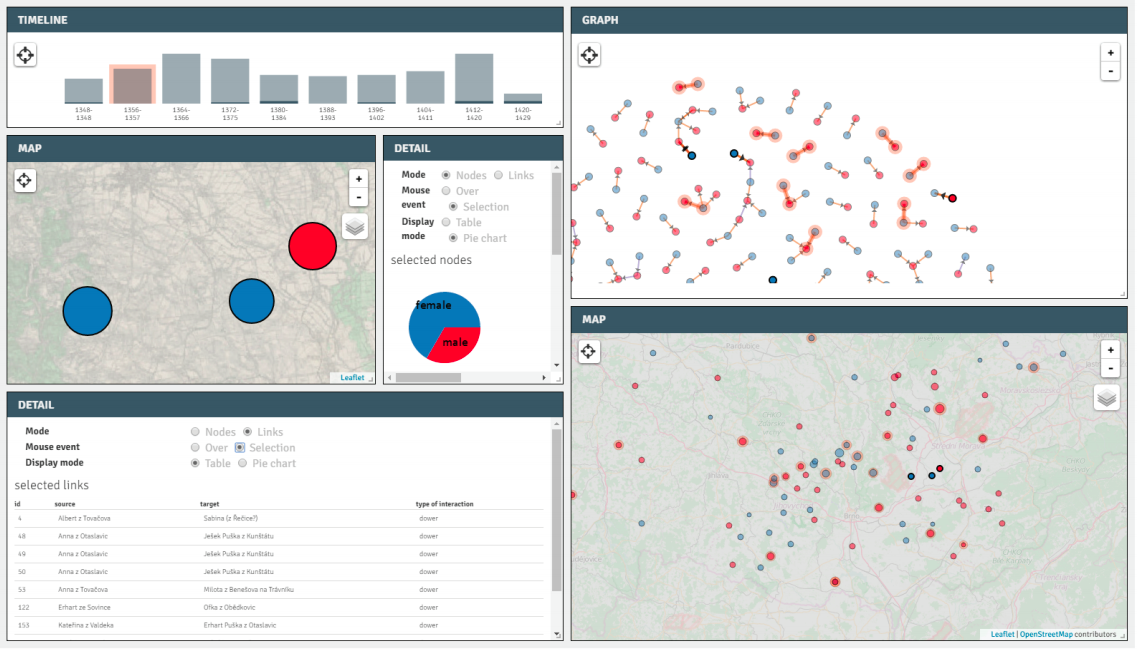 TIMELINE
1348-
1348
1356-
1357
1364-
1366
1372-
1375
1380-
1384
1388-
1393
1396-
1402
1404-
1411
1412-
1420
1420-
1429
GRAPH
+
-
MAP
+
-
Leaflet
DETAIL
Mode Nodes Links
Mouse event Over Selection
Display mode Table Pie chart
selected nodes
female
male
MAP
+
-
Pardubice
Leaflet | OpenStreetMap contributors
DETAIL
Mode Nodes Links
Mouse event Over Selection
Display mode Table Pie chart
selected links
id source target type of interaction
4 Albert z Tovačova Sabina (z Řečice?) dower
48 Anna z Otaslavic Ješek Puška z Kunštátu dower
49 Anna z Otaslavic Ješek Puška z Kunštátu dower
50 Anna z Otaslavic Ješek Puška z Kunštátu dower
53 Anna z Tovačova Milota z Benešova na Trávníku dower
122 Erhart ze Sovince Ofka z Obědkovic dower
153 Kateřina z Valdeka Erhart Puška z Otaslavic dower